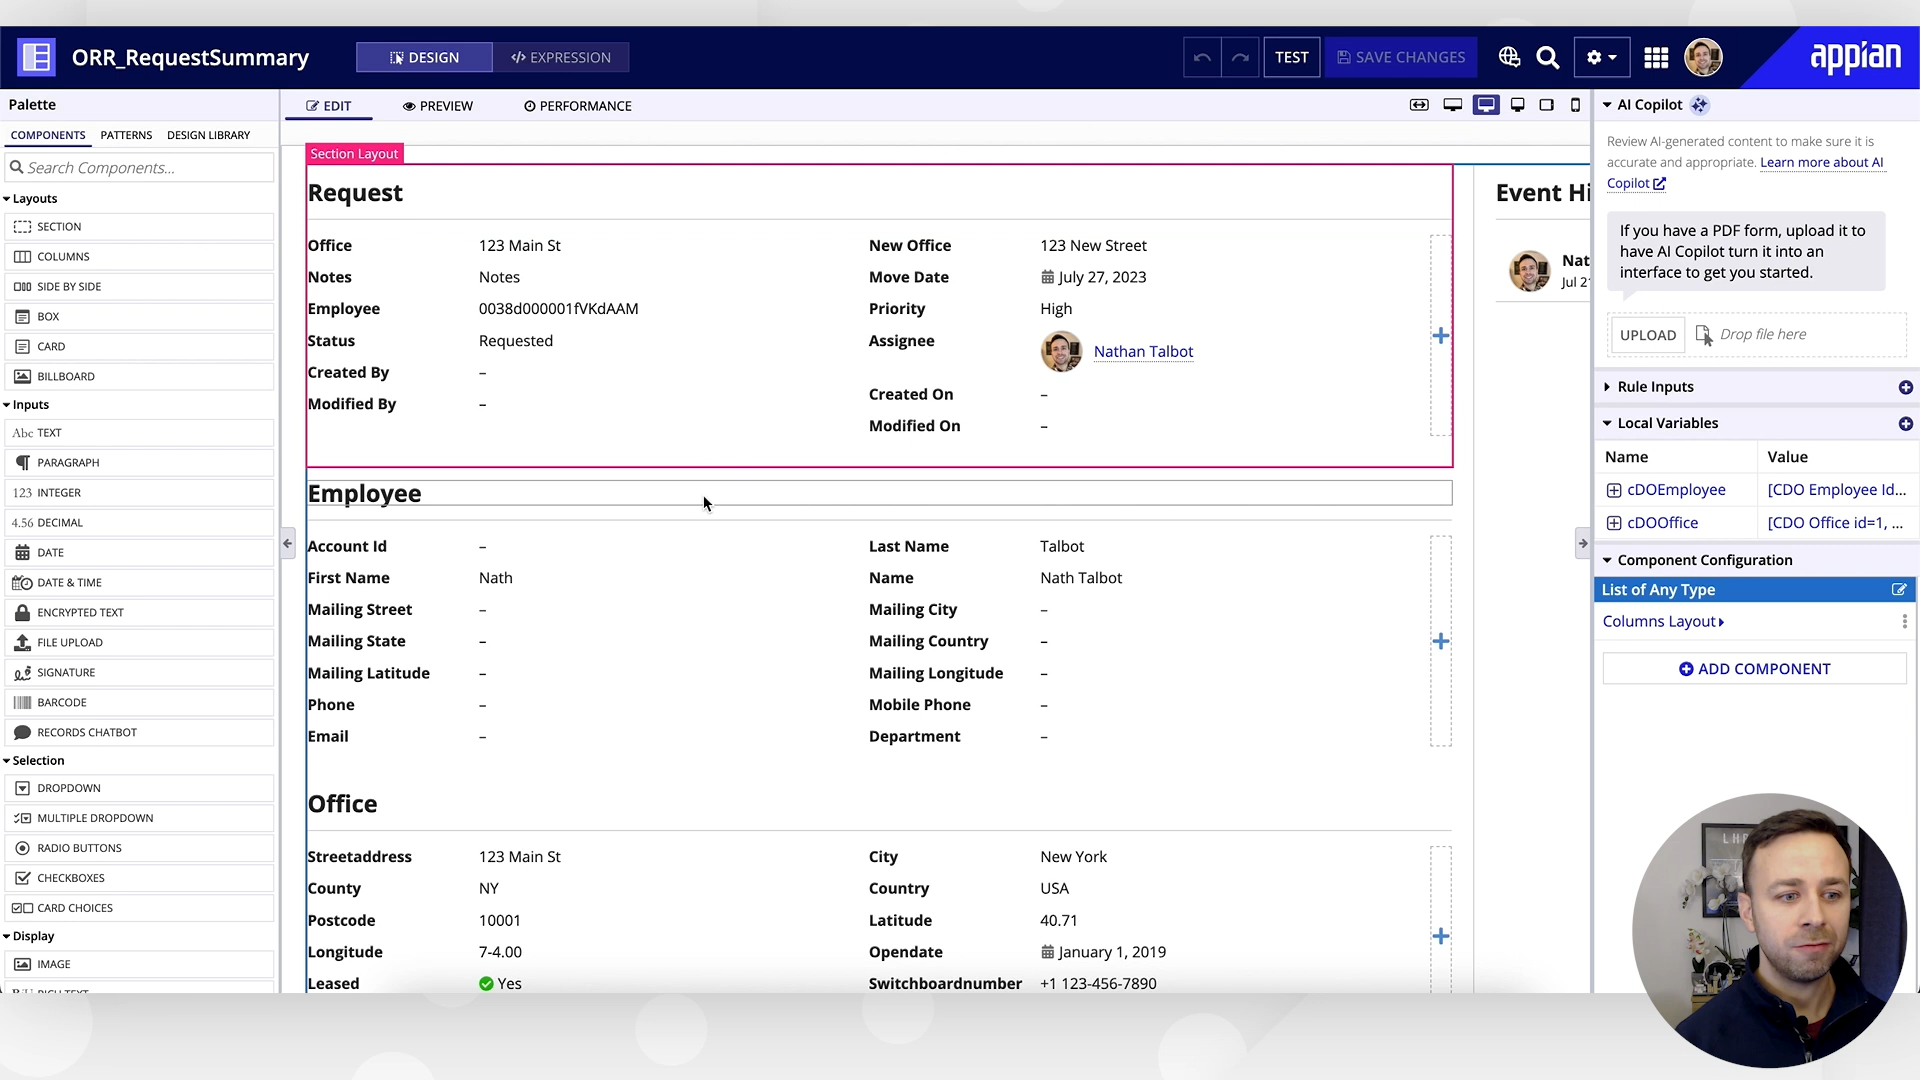 ORR_RequestSummary
DESIGN
EXPRESSION
TEST
SAVE CHANGES
appian
Palette
EDIT
PREVIEW
PERFORMANCE
COMPONENTS
PATTERNS
DESIGN LIBRARY
Search Components...
Layouts
SECTION
COLUMNS
SIDE BY SIDE
BOX
CARD
BILLBOARD
Inputs
Abc TEXT
PARAGRAPH
123 INTEGER
4.56 DECIMAL
DATE
DATE & TIME
ENCRYPTED TEXT
FILE UPLOAD
SIGNATURE
BARCODE
RECORDS CHATBOT
Selection
DROPDOWN
MULTIPLE DROPDOWN
RADIO BUTTONS
CHECKBOXES
CARD CHOICES
Display
IMAGE
Section Layout
Request
Office 123 Main St New Office 123 New Street
Notes Notes Move Date July 27, 2023
Employee 0038d000001fVKdAAM Priority High
Status Requested Assignee Nathan Talbot
Created By – Created On –
Modified By – Modified On –
Employee
Account Id – Last Name Talbot
First Name Nath Name Nath Talbot
Mailing Street – Mailing City –
Mailing State – Mailing Country –
Mailing Latitude – Mailing Longitude –
Phone – Mobile Phone –
Email – Department –
Office
Streetaddress 123 Main St City New York
County NY Country USA
Postcode 10001 Latitude 40.71
Longitude 7-4.00 Opendate January 1, 2019
Leased Yes Switchboardnumber +1 123-456-7890
Event Hi
Nat
Jul 2
AI Copilot
Review AI-generated content to make sure it is
accurate and appropriate. Learn more about AI
Copilot
If you have a PDF form, upload it to
have AI Copilot turn it into an
interface to get you started.
UPLOAD
Drop file here
Rule Inputs
Local Variables
Name Value
cDOEmployee [CDO Employee Id...
cDOOffice [CDO Office id=1, ...
Component Configuration
List of Any Type
Columns Layout
ADD COMPONENT